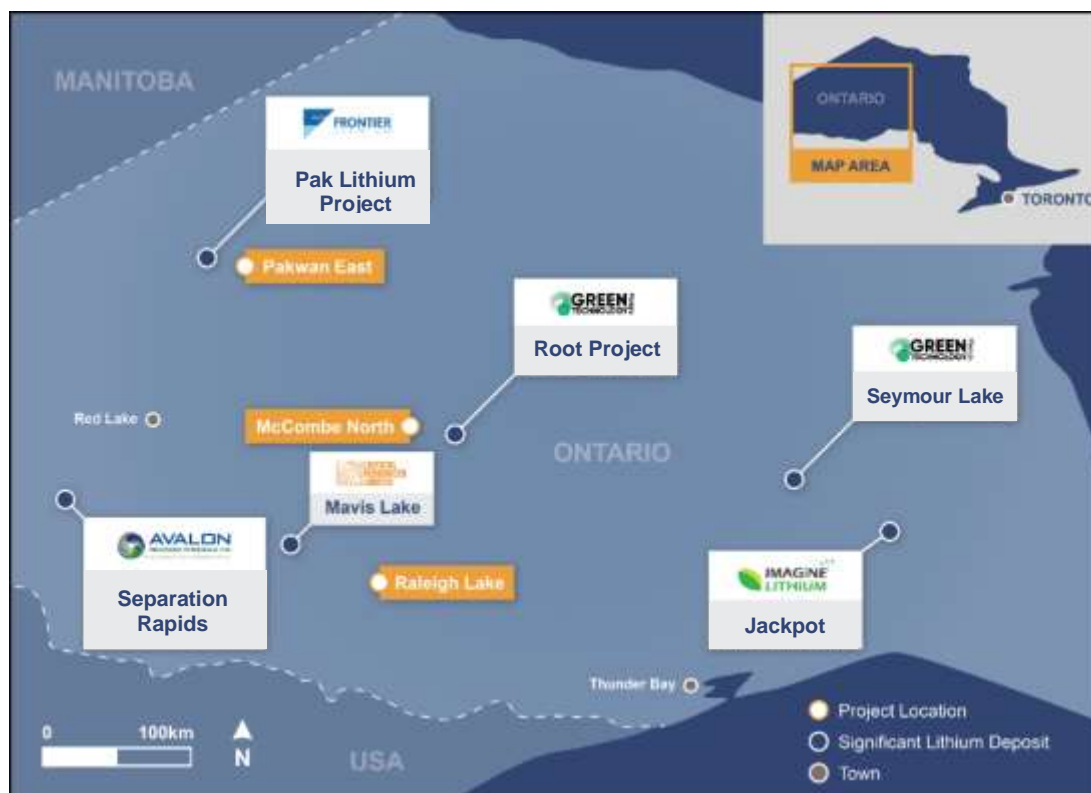 MANITOBA
FRONTIER
Pak Lithium
Project
Pakwan East
ONTARIO
MAP AREA
TORONTO
GREEN
TECHNOLOGY
Root Project
GREEN
TECHNOLOGY
Seymour Lake
Red Lake
McCombe North
ONTARIO
Mavis Lake
AVALON
Separation
Rapids
Raleigh Lake
IMAGINE
LITHIUM
Jackpot
Thunder Bay
0 100km
N
USA
Project Location
Significant Lithium Deposit
Town